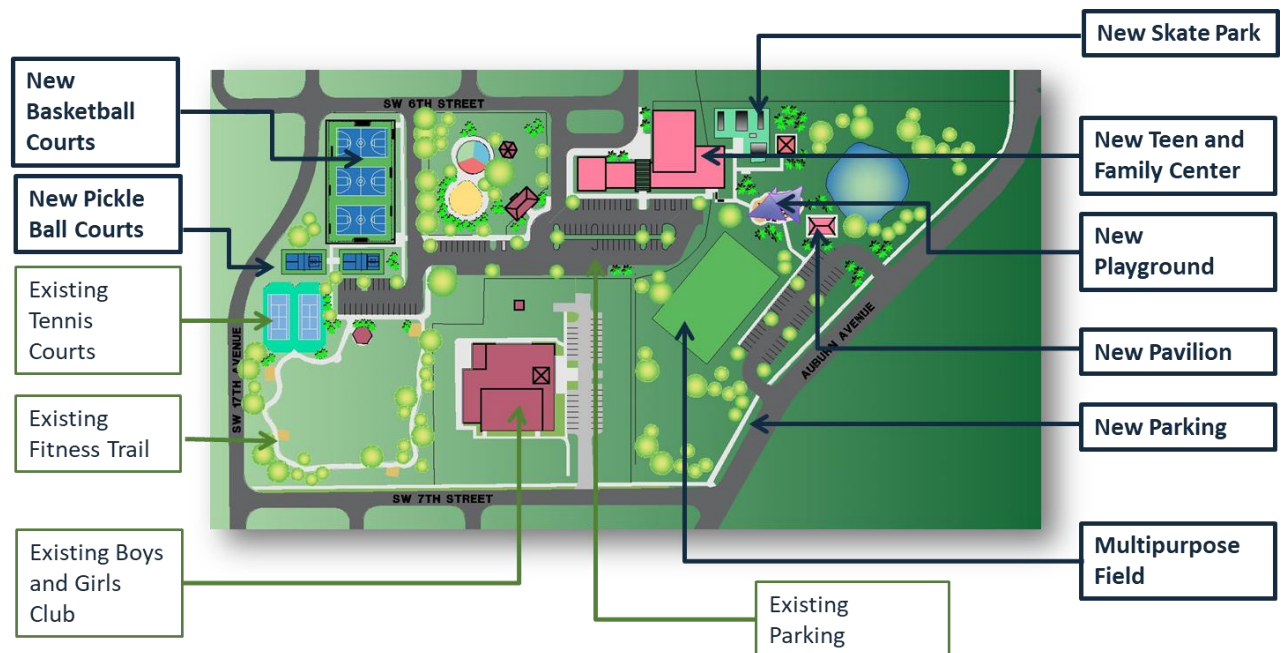 New Skate Park
New
Basketball
Courts
SW 6TH STREET
New Teen and
Family Center
New Pickle
Ball Courts
New
Playground
Existing
Tennis
Courts
SW 17TH AVENUE
AUBURN AVENUE
New Pavilion
Existing
Fitness Trail
New Parking
SW 7TH STREET
Existing Boys
and Girls
Club
Multipurpose
Field
Existing
Parking